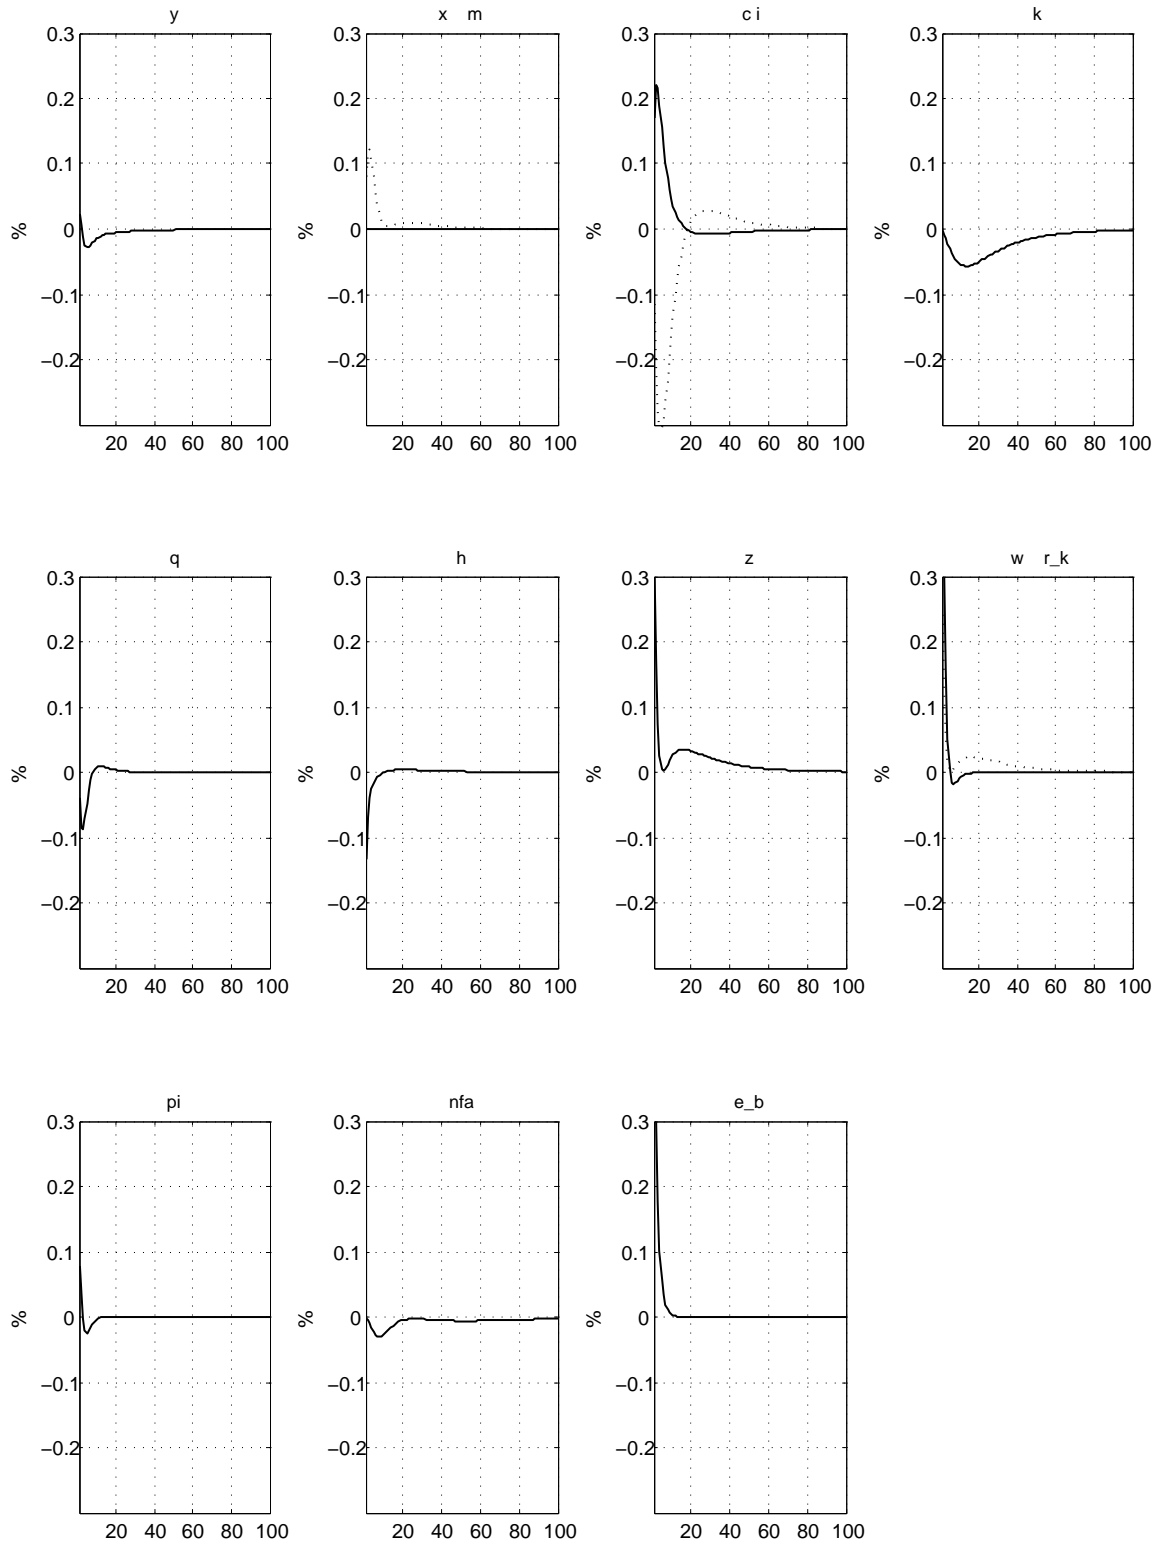 y x m c i k
0.3 0.3 0.3 0.3
0.2 0.2 0.2 0.2
0.1 0.1 0.1 0.1
% 0 % 0 % 0 % 0
−0.1 −0.1 −0.1 −0.1
−0.2 −0.2 −0.2 −0.2
20 40 60 80 100 20 40 60 80 100 20 40 60 80 100 20 40 60 80 100
q h z w r_k
0.3 0.3 0.3 0.3
0.2 0.2 0.2 0.2
0.1 0.1 0.1 0.1
% 0 % 0 % 0 % 0
−0.1 −0.1 −0.1 −0.1
−0.2 −0.2 −0.2 −0.2
20 40 60 80 100 20 40 60 80 100 20 40 60 80 100 20 40 60 80 100
pi nfa e_b
0.3 0.3 0.3
0.2 0.2 0.2
0.1 0.1 0.1
% 0 % 0 % 0
−0.1 −0.1 −0.1
−0.2 −0.2 −0.2
20 40 60 80 100 20 40 60 80 100 20 40 60 80 100